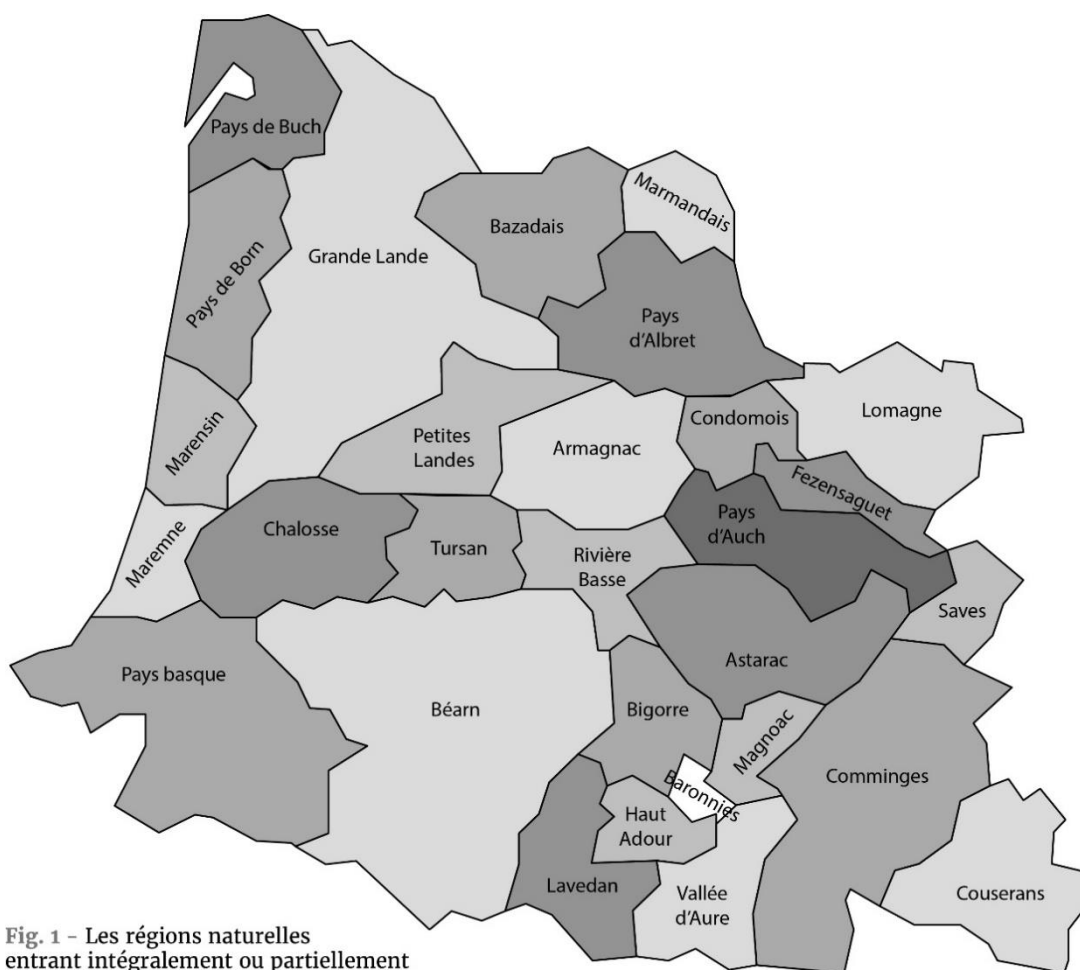 Pays de Buch
Marmandais
Bazadais
Grande Lande
Pays de Born
Pays
d'Albret
Marensin
Petites
Landes
Armagnac
Condomois
Lomagne
Fezensaguet
Maremne
Chalosse
Tursan
Rivière
Basse
Pays
d'Auch
Saves
Pays basque
Béarn
Astarac
Bigorre
Magnoac
Baronnies
Comminges
Haut
Adour
Lavedan
Vallée
d'Aure
Couserans
Fig. 1 – Les régions naturelles
entrant intégralement ou partiellement